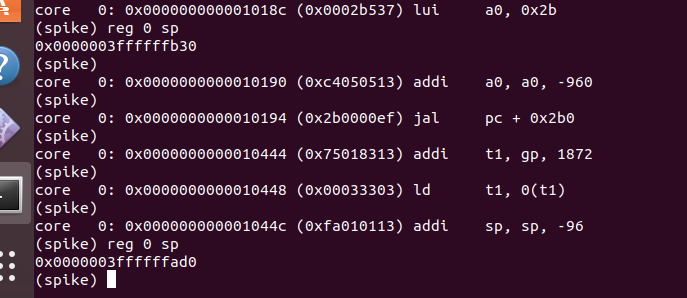 core   0: 0x000000000001018c (0x0002b537) lui     a0, 0x2b
(spike) reg 0 sp
0x0000003ffffffb30
(spike)
core   0: 0x0000000000010190 (0xc4050513) addi    a0, a0, -960
(spike)
core   0: 0x0000000000010194 (0x2b0000ef) jal     pc + 0x2b0
(spike)
core   0: 0x0000000000010444 (0x75018313) addi    t1, gp, 1872
(spike)
core   0: 0x0000000000010448 (0x00033303) ld      t1, 0(t1)
(spike)
core   0: 0x000000000001044c (0xfa010113) addi    sp, sp, -96
(spike) reg 0 sp
0x0000003ffffffad0
(spike)